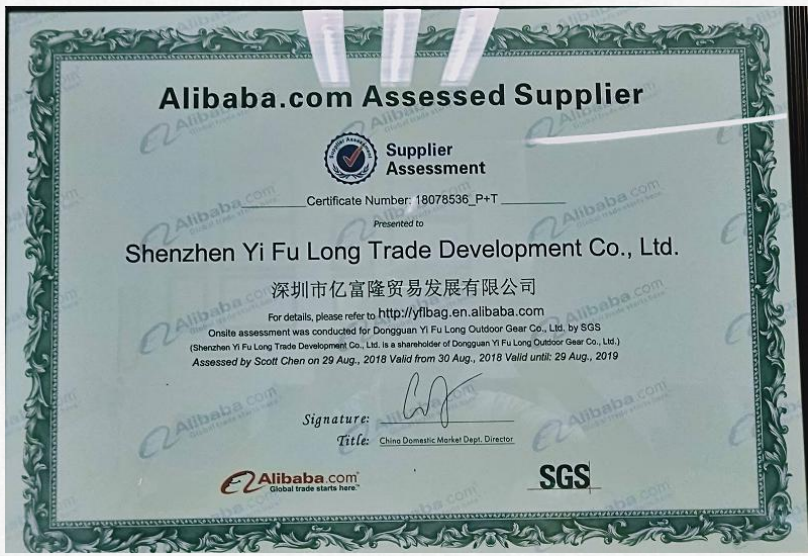 Alibaba.com Assessed Supplier
Supplier Assessment
Supplier
Assessment
Certificate Number: 18078536_P+T
Presented to
Shenzhen Yi Fu Long Trade Development Co., Ltd.
深圳市亿富隆贸易发展有限公司
For details, please refer to http://yflbag.en.alibaba.com
Onsite assessment was conducted for Dongguan Yi Fu Long Outdoor Gear Co., Ltd. by SGS
(Shenzhen Yi Fu Long Trade Development Co., Ltd. is a shareholder of Dongguan Yi Fu Long Outdoor Gear Co., Ltd.)
Assessed by Scott Chen on 29 Aug., 2018 Valid from 30 Aug., 2018 Valid until: 29 Aug., 2019
Signature:
Title: China Domestic Market Dept. Director
Alibaba.com
Global trade starts here.™
SGS